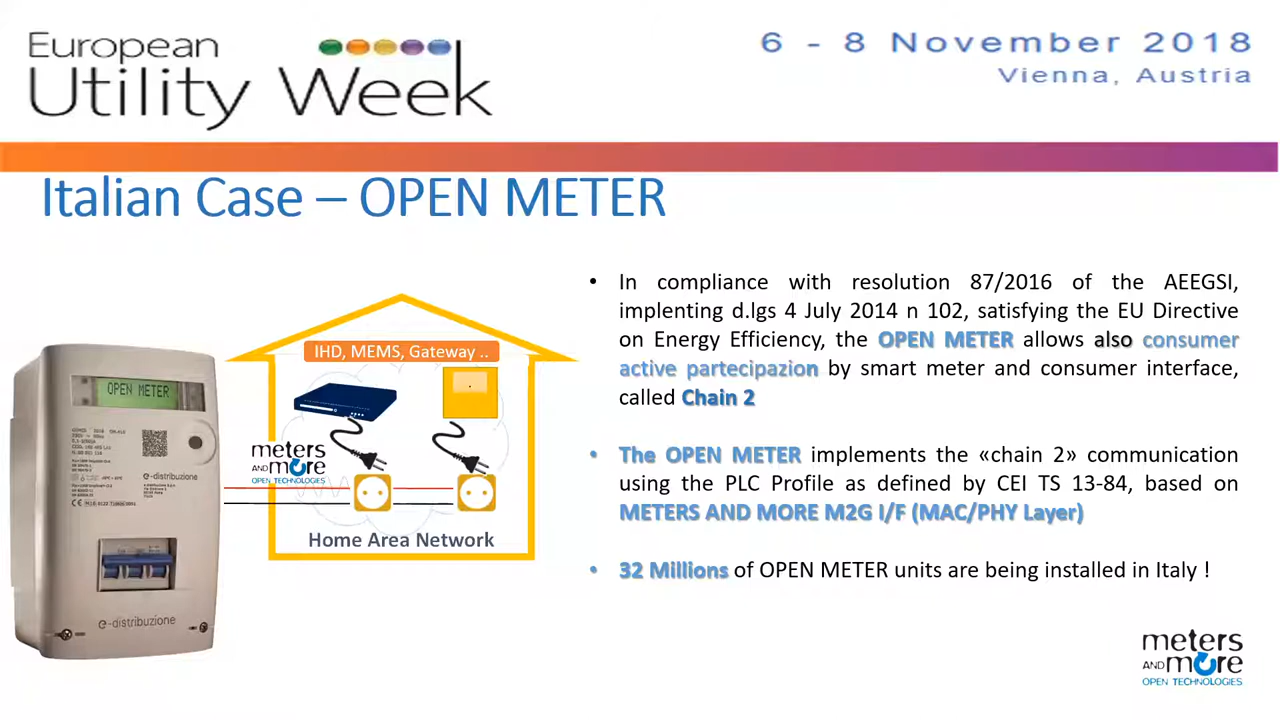 European
Utility Week
6 - 8 November 2018
Vienna, Austria
Italian Case – OPEN METER
IHD, MEMS, Gateway ..
OPEN METER
e-distribuzione
e-distribuzione
meters
AND more
OPEN TECHNOLOGIES
Home Area Network
• In compliance with resolution 87/2016 of the AEEGSI,
implenting d.lgs 4 July 2014 n 102, satisfying the EU Directive
on Energy Efficiency, the OPEN METER allows also consumer
active partecipazion by smart meter and consumer interface,
called Chain 2
• The OPEN METER implements the «chain 2» communication
using the PLC Profile as defined by CEI TS 13-84, based on
METERS AND MORE M2G I/F (MAC/PHY Layer)
• 32 Millions of OPEN METER units are being installed in Italy !
meters
AND more
OPEN TECHNOLOGIES